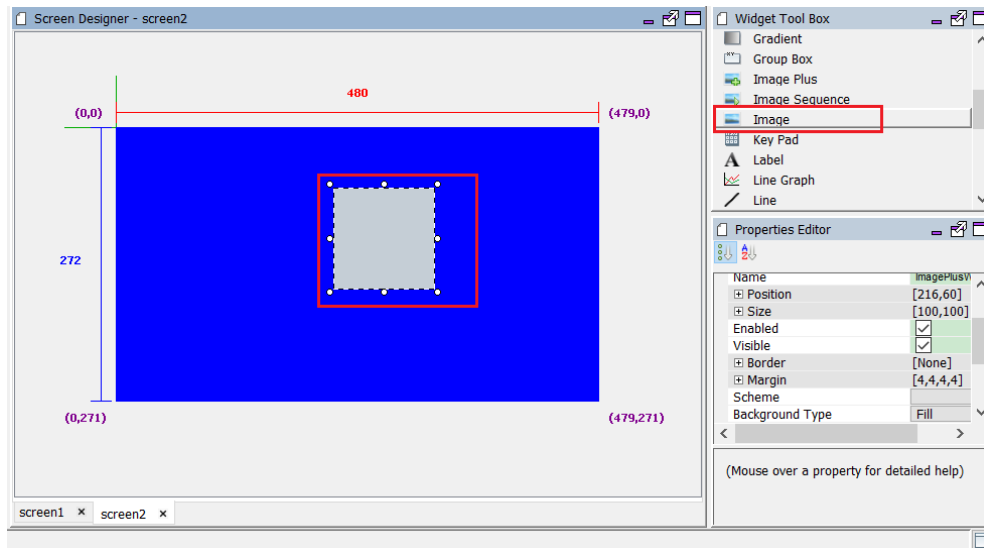 Screen Designer - screen2
480
(0,0)
(479,0)
272
(0,271)
(479,271)
screen1 ×
screen2 ×
Widget Tool Box
Gradient
Group Box
Image Plus
Image Sequence
Image
Key Pad
A Label
Line Graph
Line
Properties Editor
Name
Position [216,60]
Size [100,100]
Enabled
Visible
Border [None]
Margin [4,4,4,4]
Scheme
Background Type Fill
(Mouse over a property for detailed help)